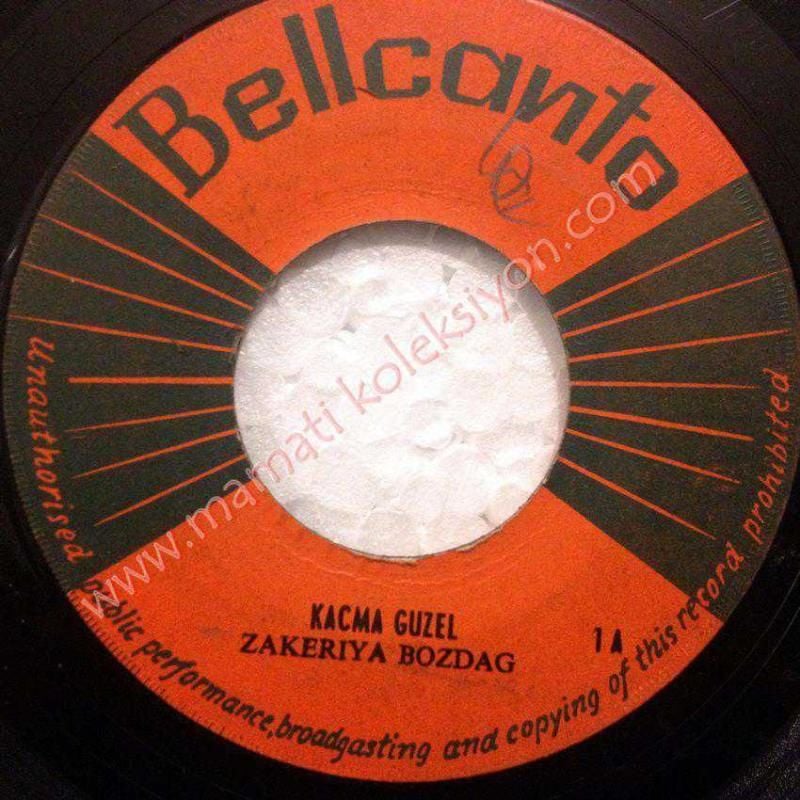 Bellcanto
KACMA GUZEL
ZAKERIYA BOZDAG
1A
Unauthorised public performance,broadgasting and copying of this record prohibited
www.mamati koleksiyon.com